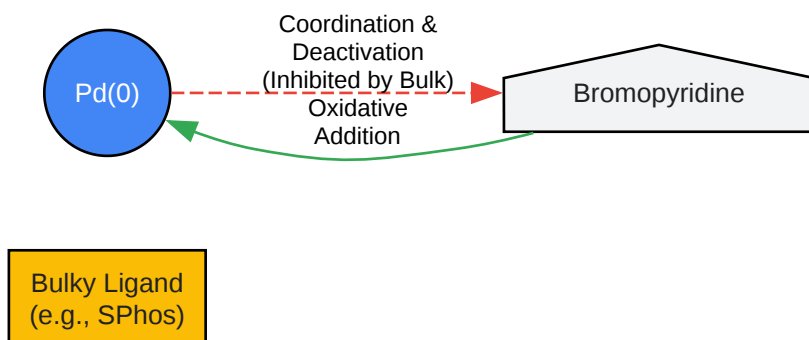 Coordination &
Deactivation
(Inhibited by Bulk)
Pd(0)
Bromopyridine
Oxidative
Addition
Bulky Ligand
(e.g., SPhos)